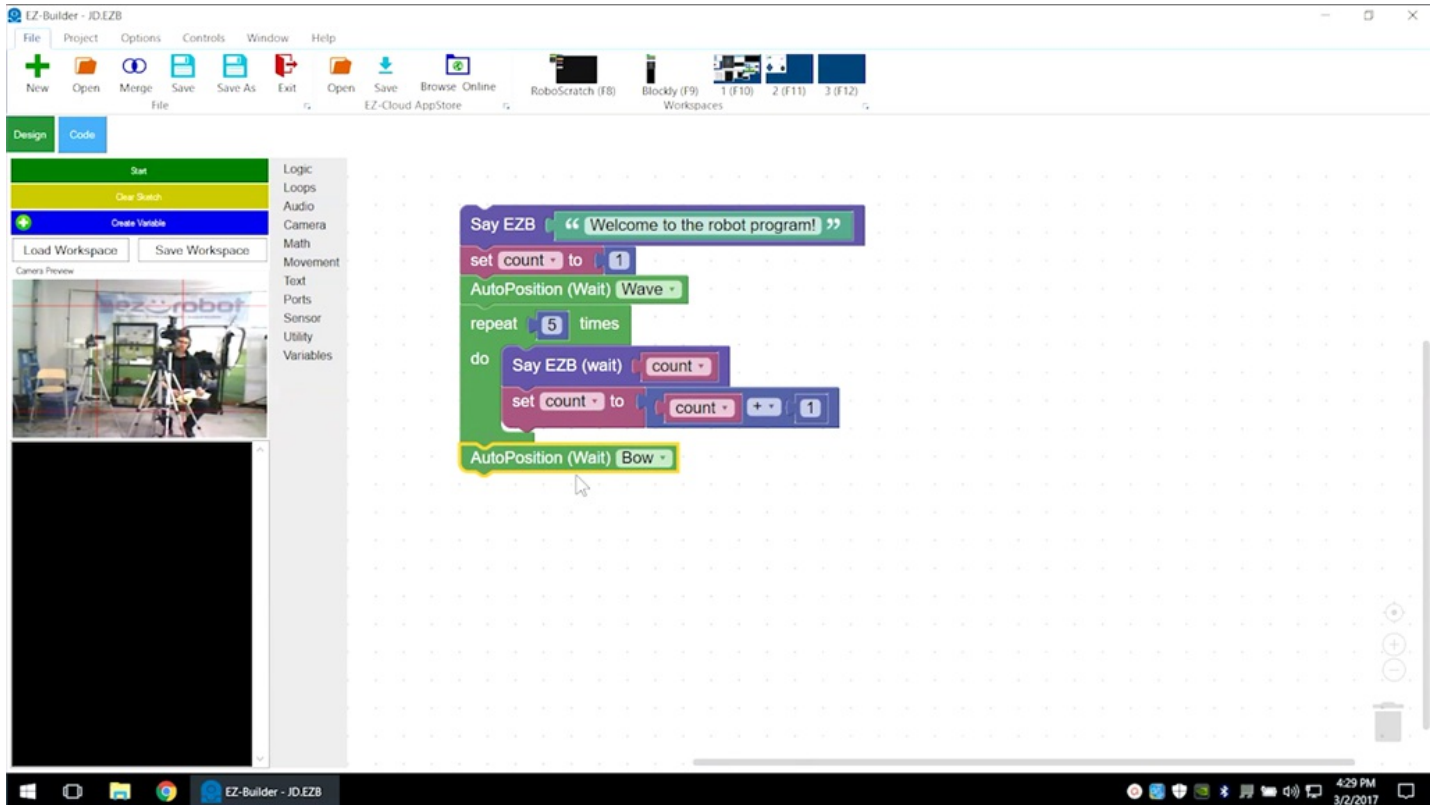 EZ-Builder - JD.EZB
File Project Options Controls Window Help
New Open Merge Save Save As Exit Open Save Browse Online RoboScratch (F8) Blockly (F9) 1 (F10) 2 (F11) 3 (F12)
File EZ-Cloud AppStore Workspaces
Design Code
Start
Clear Sketch
Create Variable
Load Workspace Save Workspace
Camera Preview
ez robot
Logic
Loops
Audio
Camera
Math
Movement
Text
Ports
Sensor
Utility
Variables
Say EZB “ Welcome to the robot program! ”
set count to 1
AutoPosition (Wait) Wave
repeat 5 times
do Say EZB (wait) count
set count to count + 1
AutoPosition (Wait) Bow
EZ-Builder - JD.EZB
4:29 PM
3/2/2017